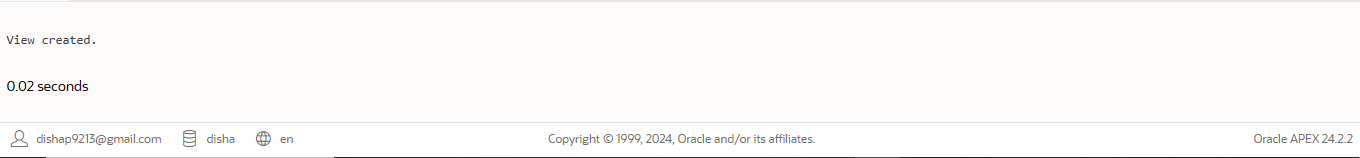 View created.
0.02 seconds
dishap9213@gmail.com disha en Copyright © 1999, 2024, Oracle and/or its affiliates. Oracle APEX 24.2.2